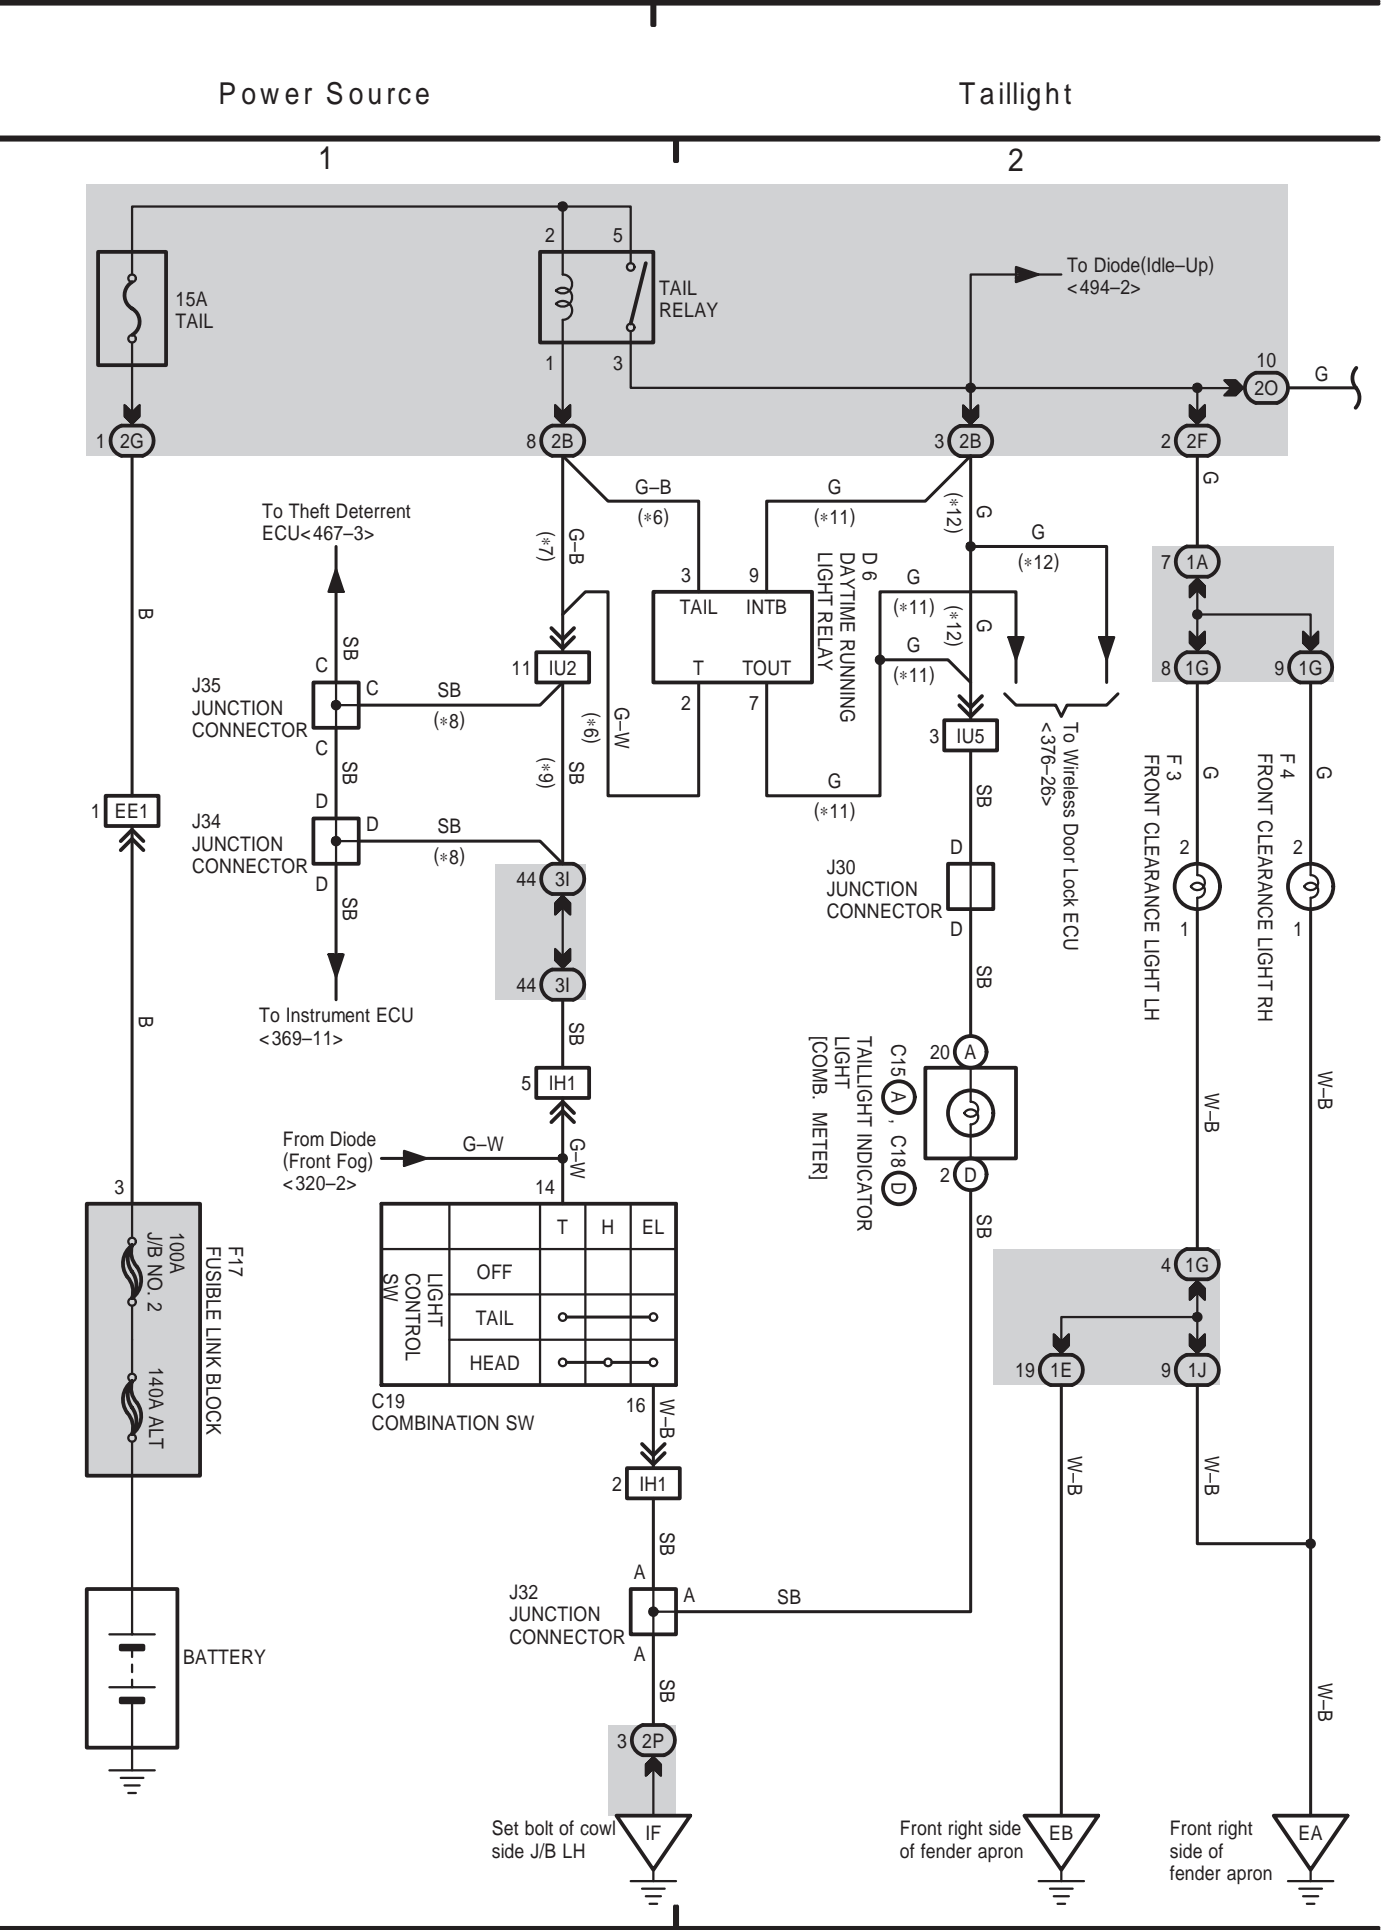 Power Source
Taillight
1
2
2
5
15A
TAIL
TAIL
RELAY
To Diode(Idle–Up)
<494–2>
1
3
10
2O
G
1
2G
8
2B
3
2B
2
2F
G–B
(∗6)
G
(∗11)
G
(∗12)
G
To Theft Deterrent
ECU<467–3>
G–B
(∗7)
G
(∗12)
7
1A
3
9
TAIL
INTB
T
TOUT
2
7
D 6
DAYTIME RUNNING
LIGHT RELAY
G
(∗11)
G
(∗12)
G
(∗11)
B
SB
C
C
C
J35
JUNCTION
CONNECTOR
SB
(∗8)
11
IU2
G–W
(∗6)
8
1G
9
1G
3
IU5
To Wireless Door Lock ECU
<376–26>
SB
SB
(∗9)
G
(∗11)
SB
F 3
FRONT CLEARANCE LIGHT LH
G
F 4
FRONT CLEARANCE LIGHT RH
G
1
EE1
D
D
D
J34
JUNCTION
CONNECTOR
SB
(∗8)
44
3I
D
J30
JUNCTION
CONNECTOR
D
2
1
2
1
SB
44
3I
SB
To Instrument ECU
<369–11>
B
SB
5
IH1
20
A
C15 A , C18 D
TAILLIGHT INDICATOR
LIGHT
[COMB. METER]
2
D
W–B
W–B
From Diode
(Front Fog)
<320–2>
G–W
G–W
14
3
SB
T
H
EL
OFF
TAIL
HEAD
LIGHT
CONTROL
SW
F17
FUSIBLE LINK BLOCK
100A
J/B NO. 2
140A ALT
4
1G
19
1E
9
1J
C19
COMBINATION SW
16
W–B
2
IH1
W–B
W–B
SB
J32
JUNCTION
CONNECTOR
A
A
A
SB
BATTERY
SB
W–B
3
2P
Set bolt of cowl
side J/B LH
IF
Front right side
of fender apron
EB
Front right
side of
fender apron
EA